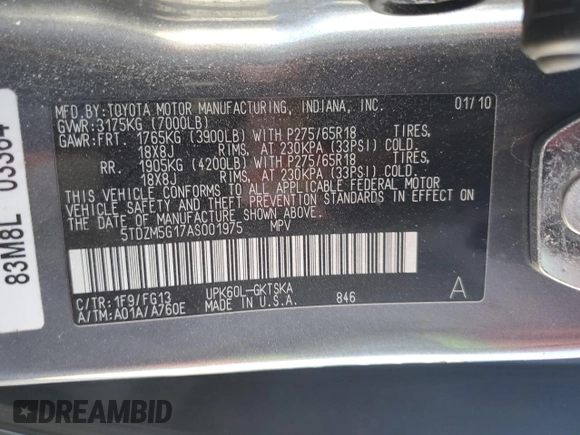 MFD.BY:TOYOTA MOTOR MANUFACTURING, INDIANA, INC. 01/10
GVWR:3175KG (7000LB)
GAWR:FRT. 1765KG (3900LB) WITH P275/65R18 TIRES,
18X8J RIMS, AT 230KPA (33PSI) COLD.
RR. 1905KG (4200LB) WITH P275/65R18 TIRES,
18X8J RIMS, AT 230KPA (33PSI) COLD.
THIS VEHICLE CONFORMS TO ALL APPLICABLE FEDERAL MOTOR
VEHICLE SAFETY AND THEFT PREVENTION STANDARDS IN EFFECT ON
THE DATE OF MANUFACTURE SHOWN ABOVE.
5TDZM5G17AS001975 MPV
C/TR:1F9/FG13 UPK60L-GKTSKA
A/TM:A01A/A760E MADE IN U.S.A. 846 A
83M8L 03364
DREAMBID